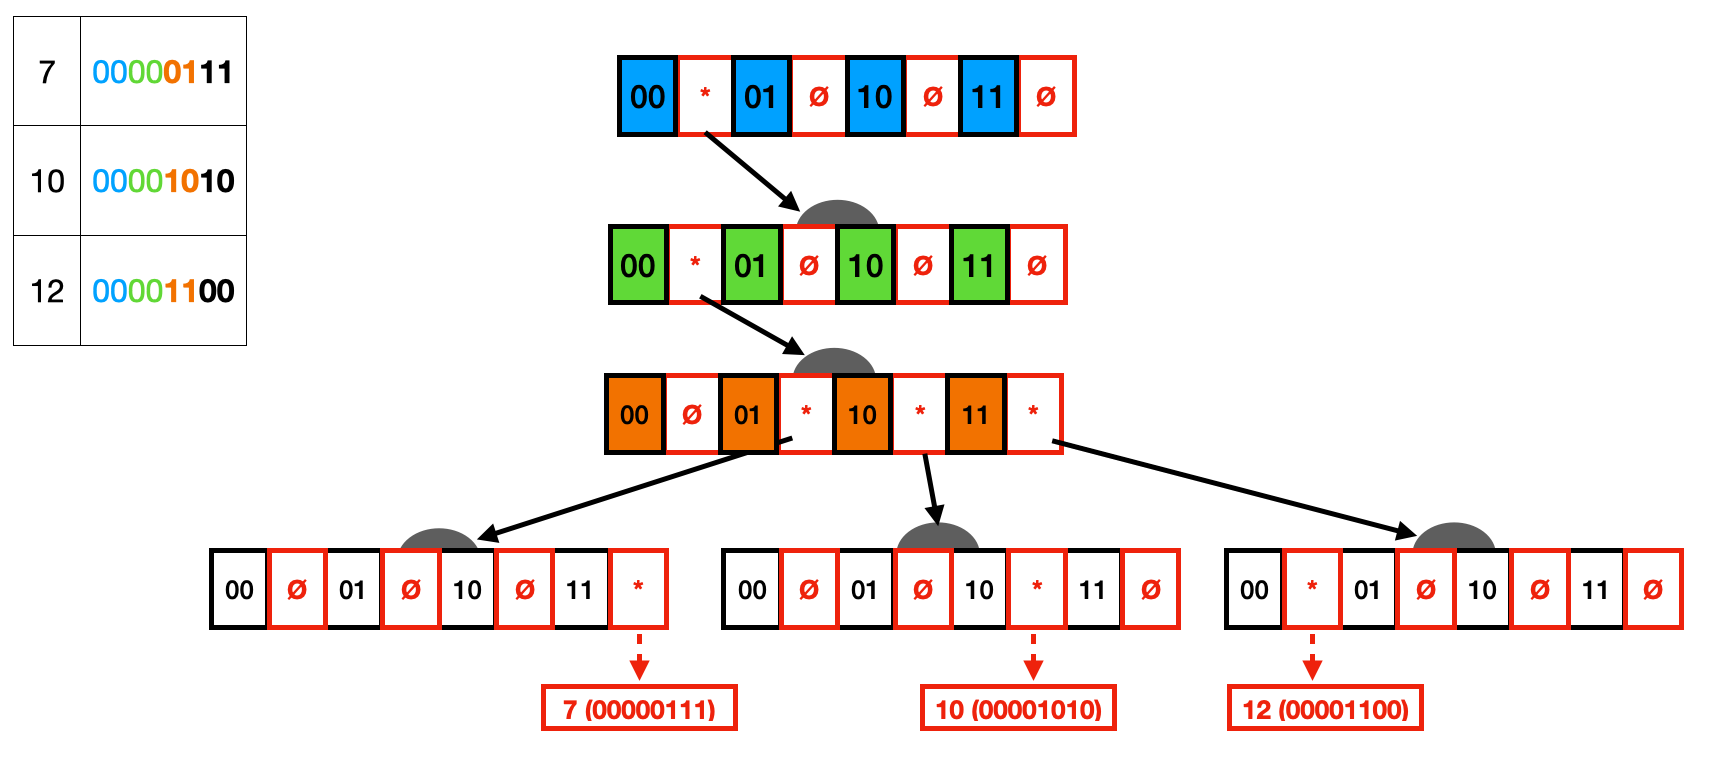 7 00000111
10 00001010
12 00001100
00 * 01 Ø 10 Ø 11 Ø
00 * 01 Ø 10 Ø 11 Ø
00 Ø 01 * 10 * 11 *
00 Ø 01 Ø 10 Ø 11 *
00 Ø 01 Ø 10 * 11 Ø
00 * 01 Ø 10 Ø 11 Ø
7 (00000111)
10 (00001010)
12 (00001100)